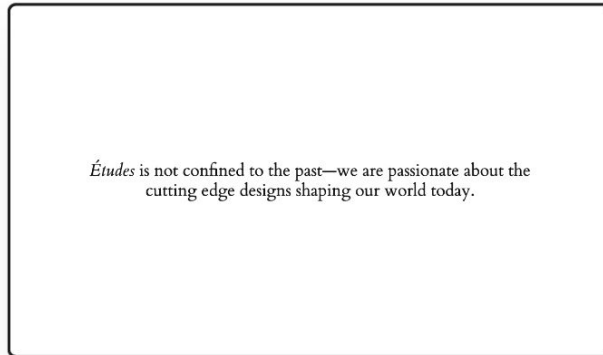 Études is not confined to the past—we are passionate about the
cutting edge designs shaping our world today.